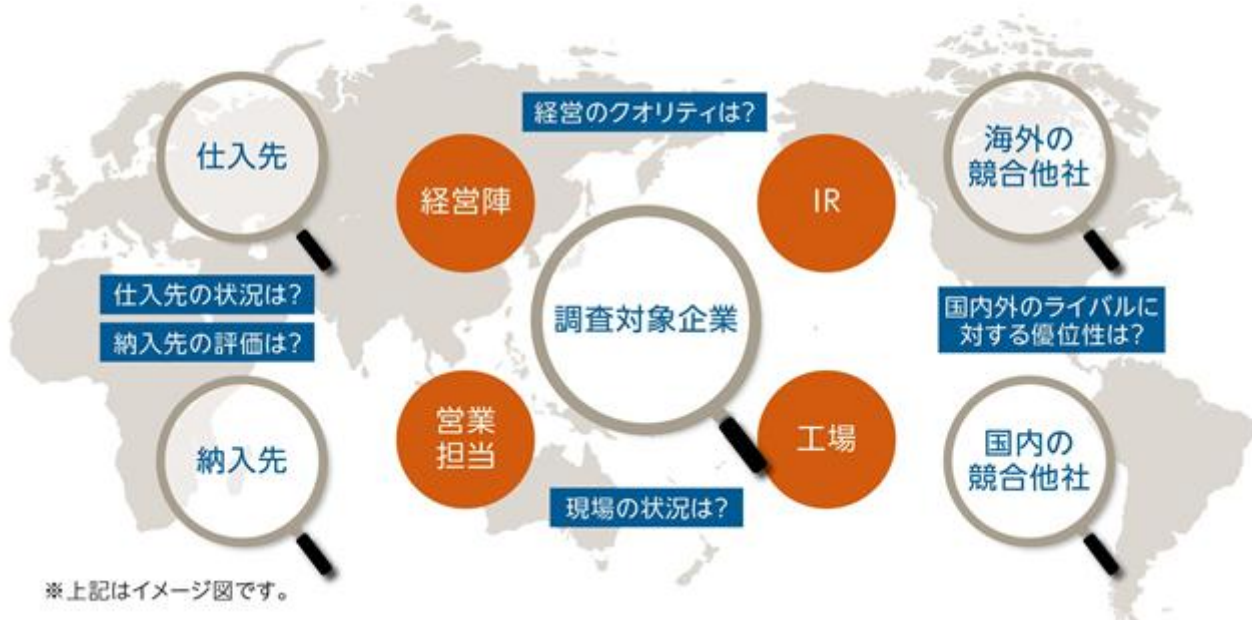 経営のクオリティは?
仕入先
経営陣
IR
海外の
競合他社
調査対象企業
仕入先の状況は?
納入先の評価は?
国内外のライバルに
対する優位性は?
納入先
営業
担当
工場
国内の
競合他社
現場の状況は?
※上記はイメージ図です。